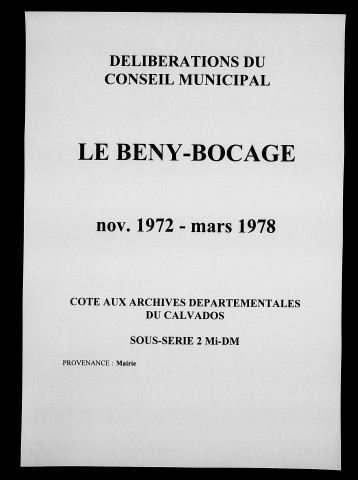 DELIBERATIONS DU
CONSEIL MUNICIPAL
LE BENY-BOCAGE
nov. 1972 - mars 1978
COTE AUX ARCHIVES DEPARTEMENTALES
DU CALVADOS
SOUS-SERIE 2 Mi-DM
PROVENANCE : Mairie